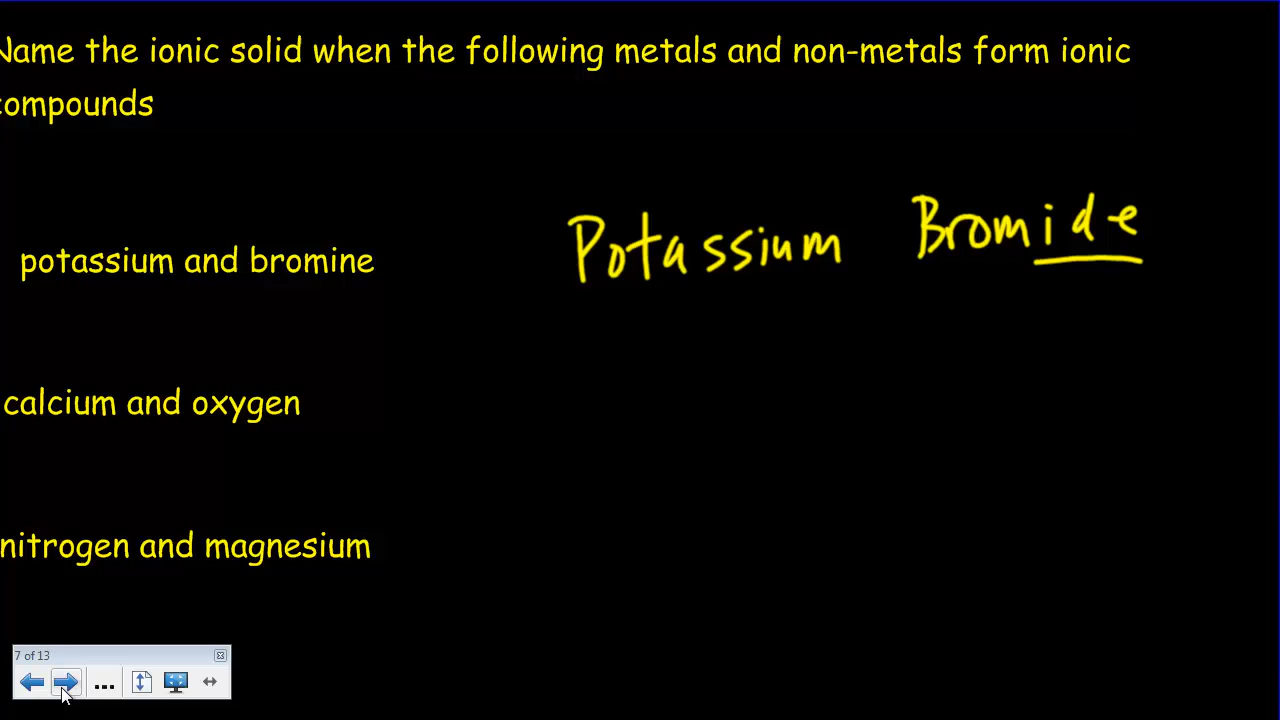 Name the ionic solid when the following metals and non-metals form ionic
compounds
Potassium Bromide
potassium and bromine
calcium and oxygen
nitrogen and magnesium
7 of 13